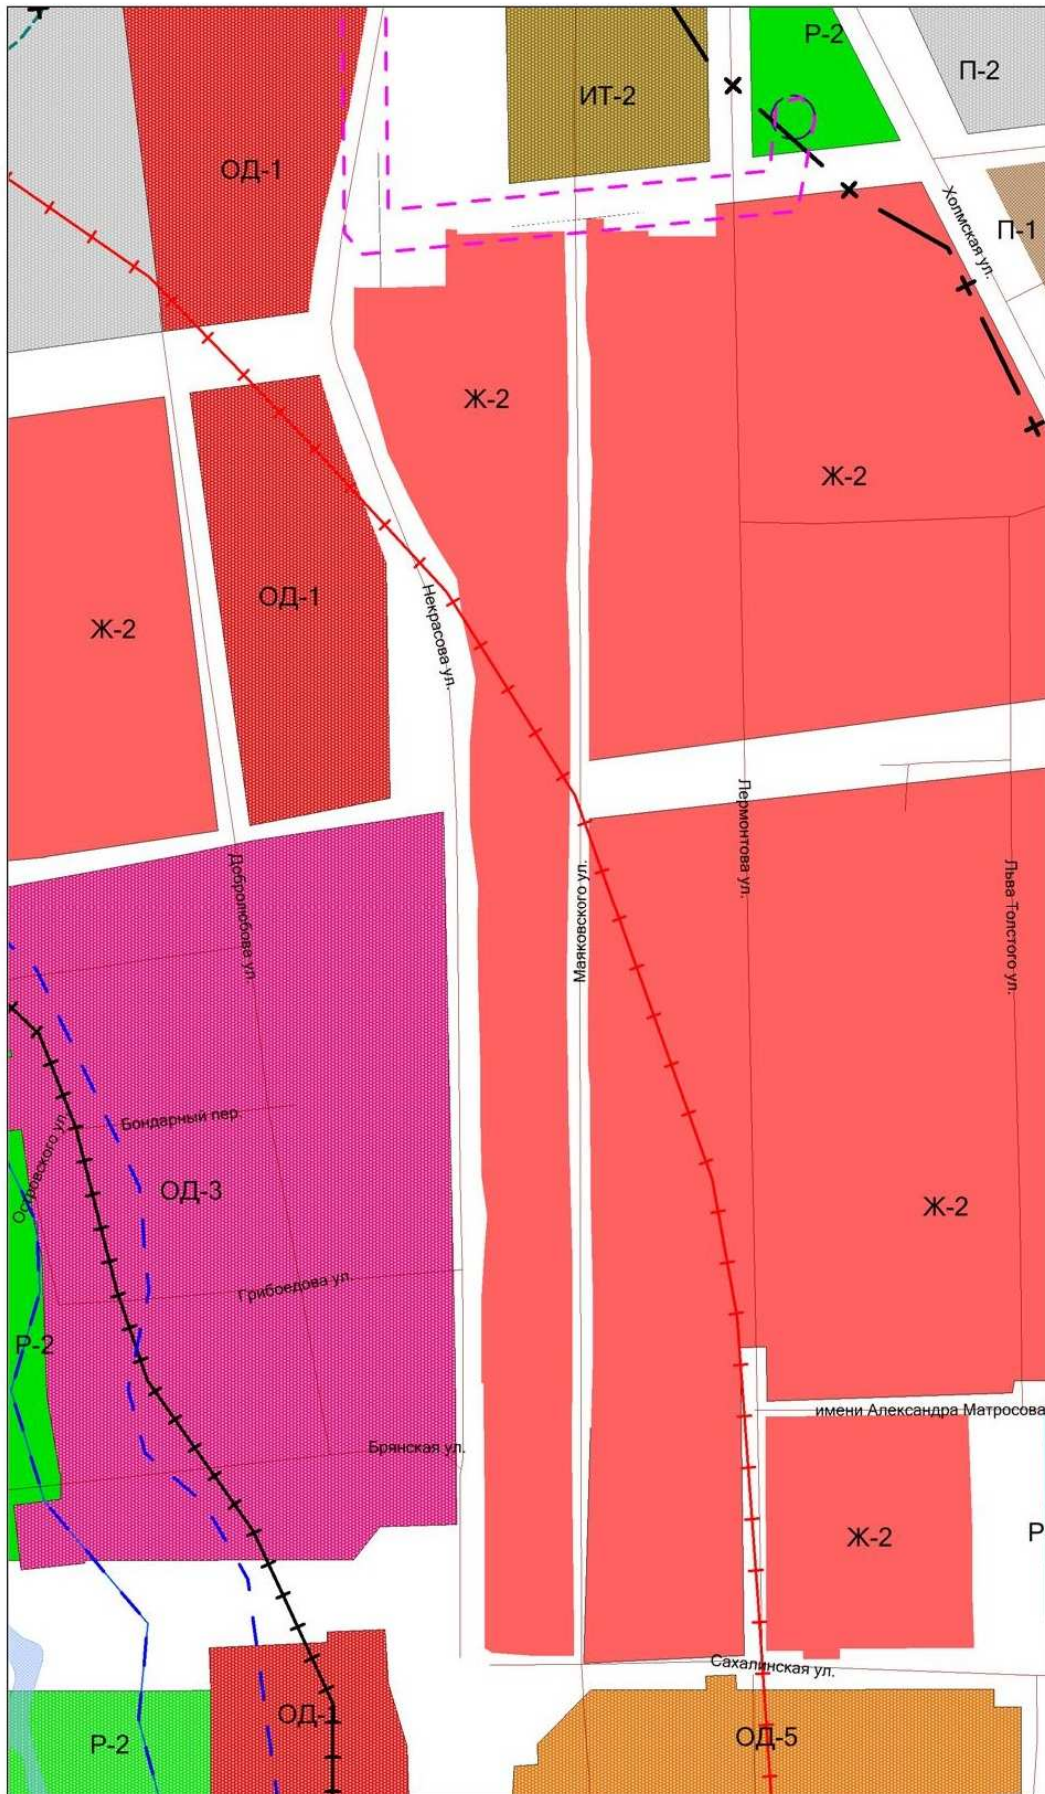 Р-2
П-2
ИТ-2
ОД-1
Холмская ул.
П-1
Ж-2
Ж-2
ОД-1
Ж-2
Некрасова ул.
Лермонтова ул.
Добролюбова ул.
Маяковского ул.
Льва Толстого ул.
Бондарный пер.
Островского ул.
ОД-3
Ж-2
Грибоедова ул.
Р-2
имени Александра Матросова
Брянская ул.
Ж-2
Р
Сахалинская ул.
ОД-
Р-2
ОД-5